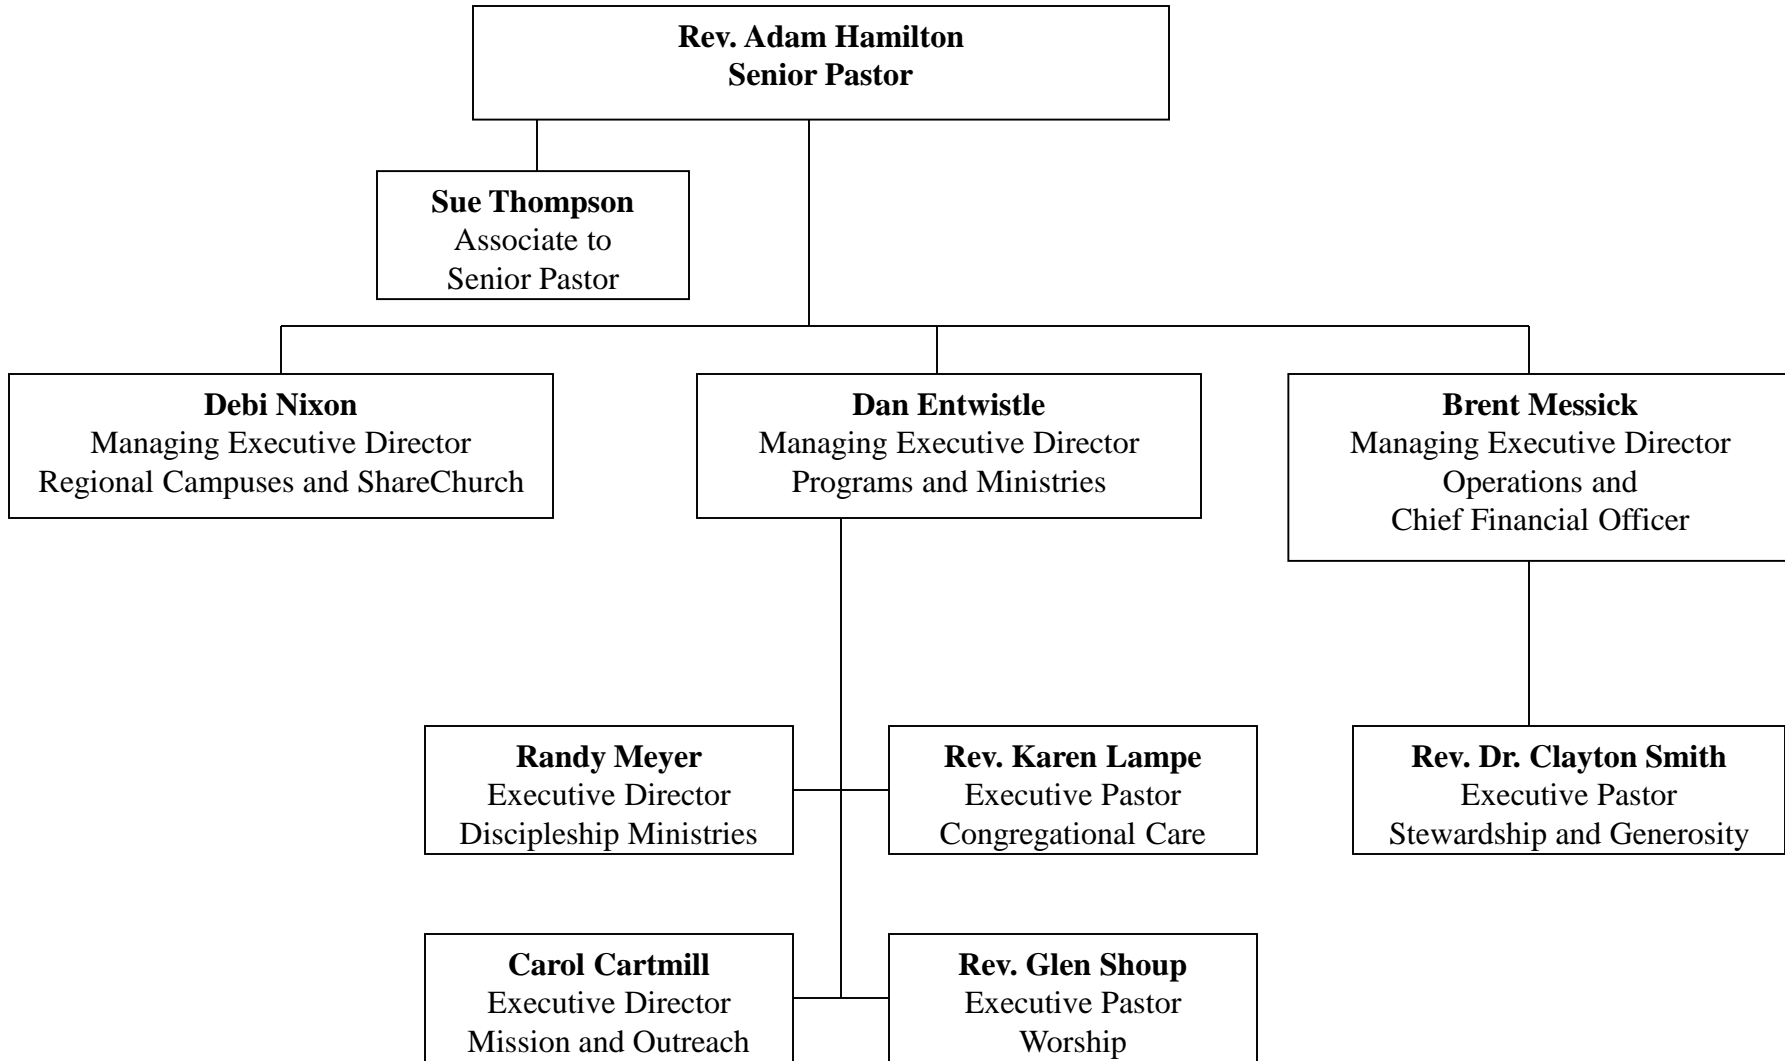 Rev. Adam Hamilton
Senior Pastor
Sue Thompson
Associate to
Senior Pastor
Debi Nixon
Managing Executive Director
Regional Campuses and ShareChurch
Dan Entwistle
Managing Executive Director
Programs and Ministries
Brent Messick
Managing Executive Director
Operations and
Chief Financial Officer
Randy Meyer
Executive Director
Discipleship Ministries
Rev. Karen Lampe
Executive Pastor
Congregational Care
Rev. Dr. Clayton Smith
Executive Pastor
Stewardship and Generosity
Carol Cartmill
Executive Director
Mission and Outreach
Rev. Glen Shoup
Executive Pastor
Worship